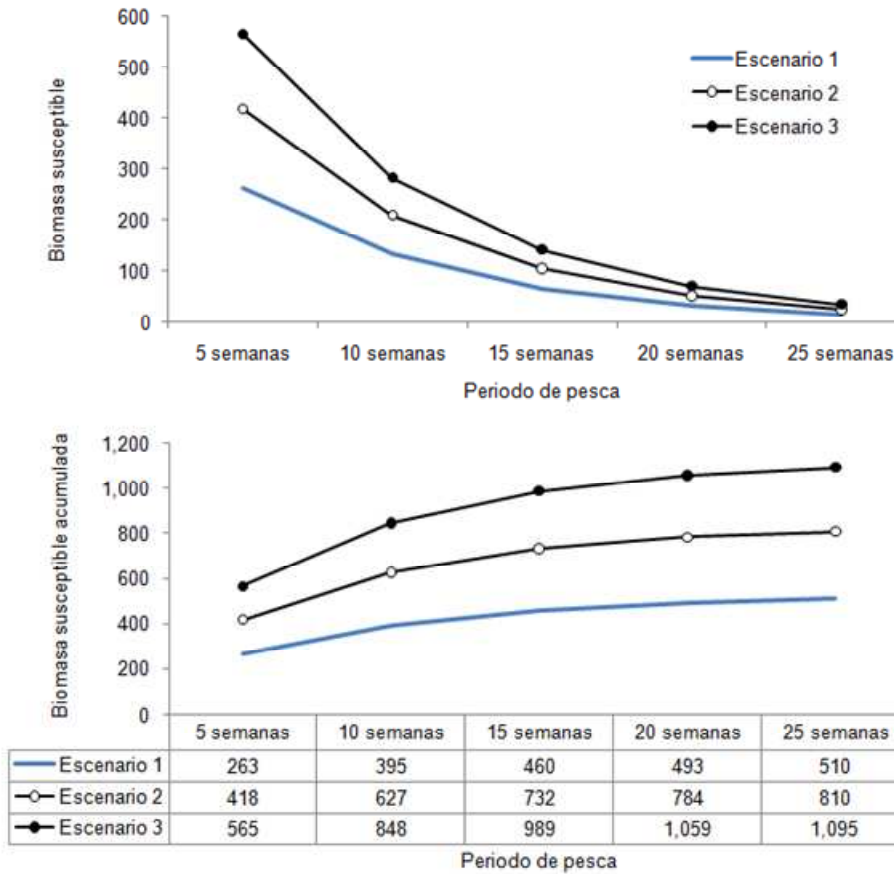 600
500
400
300
200
100
0
Biomasa susceptible
Escenario 1
Escenario 2
Escenario 3
5 semanas 10 semanas 15 semanas 20 semanas 25 semanas
Periodo de pesca
1,200
1,000
800
600
400
200
0
Biomasa susceptible acumulada
5 semanas 10 semanas 15 semanas 20 semanas 25 semanas
Escenario 1 263 395 460 493 510
Escenario 2 418 627 732 784 810
Escenario 3 565 848 989 1,059 1,095
Periodo de pesca